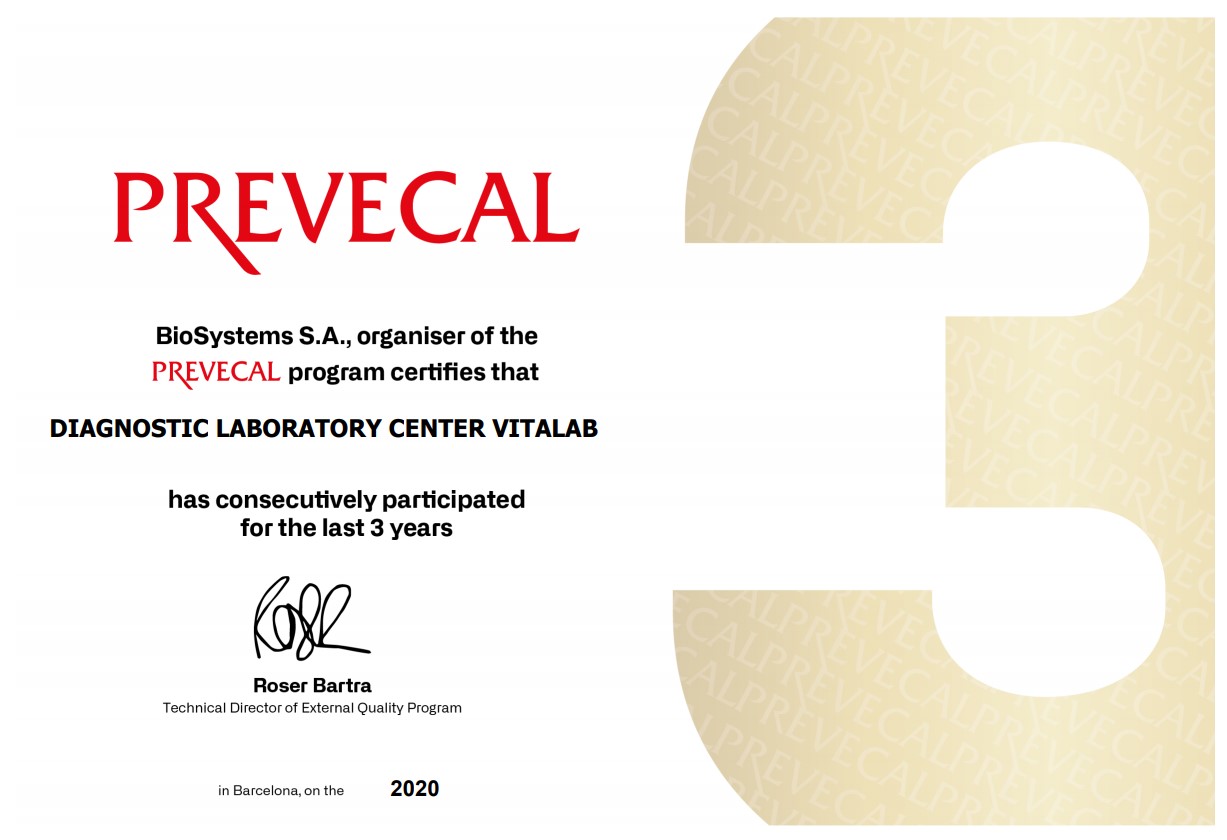 PREVECAL
BioSystems S.A., organiser of the
PREVECAL program certifies that
DIAGNOSTIC LABORATORY CENTER VITALAB
has consecutively participated
for the last 3 years
Roser Bartra
Technical Director of External Quality Program
in Barcelona, on the 2020
3